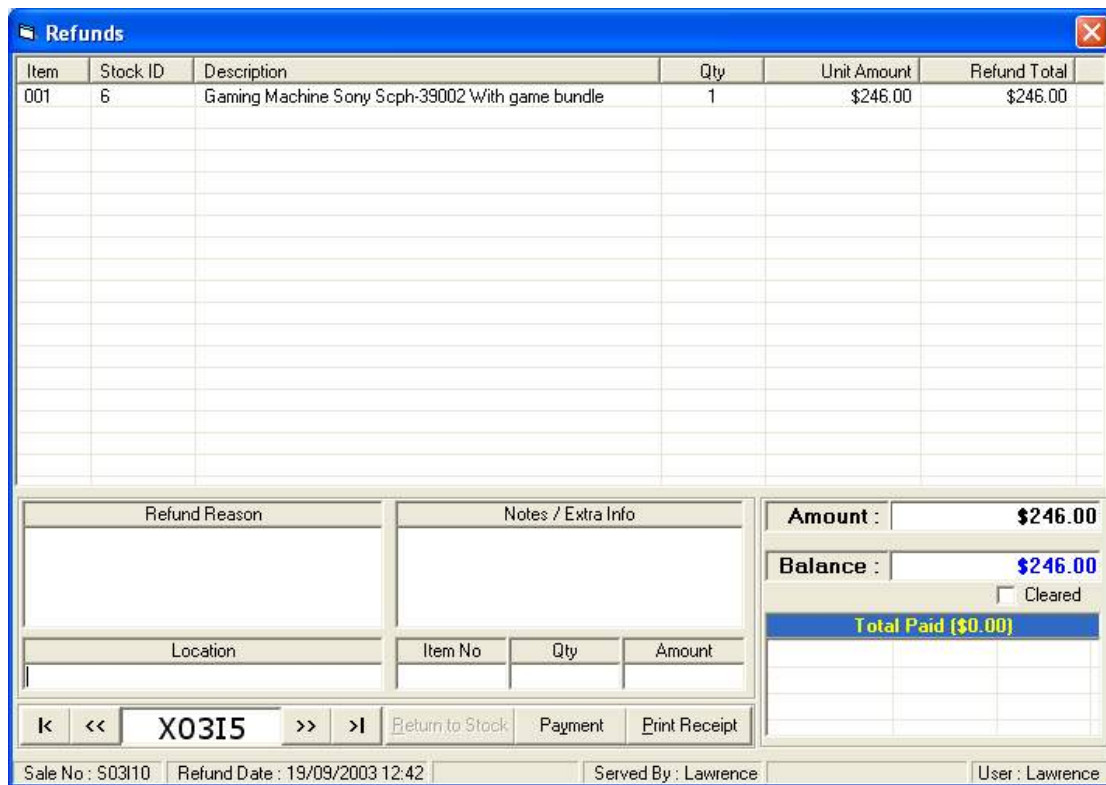 Refunds
Item Stock ID Description Qty Unit Amount Refund Total
001 6 Gaming Machine Sony Scph-39002 With game bundle 1 $246.00 $246.00
Refund Reason Notes / Extra Info Amount : $246.00
Balance : $246.00
Cleared
Total Paid ($0.00)
Location Item No Qty Amount
|< << X03I5 >> >| Return to Stock Payment Print Receipt
Sale No : S03I10 Refund Date : 19/09/2003 12:42 Served By : Lawrence User : Lawrence